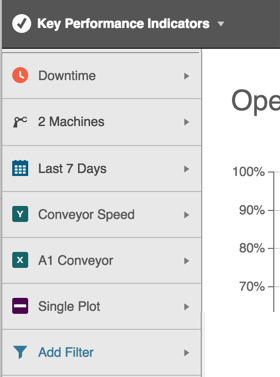 Key Performance Indicators
Downtime
2 Machines
Last 7 Days
Y Conveyor Speed
X A1 Conveyor
Single Plot
Add Filter
Ope
100%
90%
80%
70%